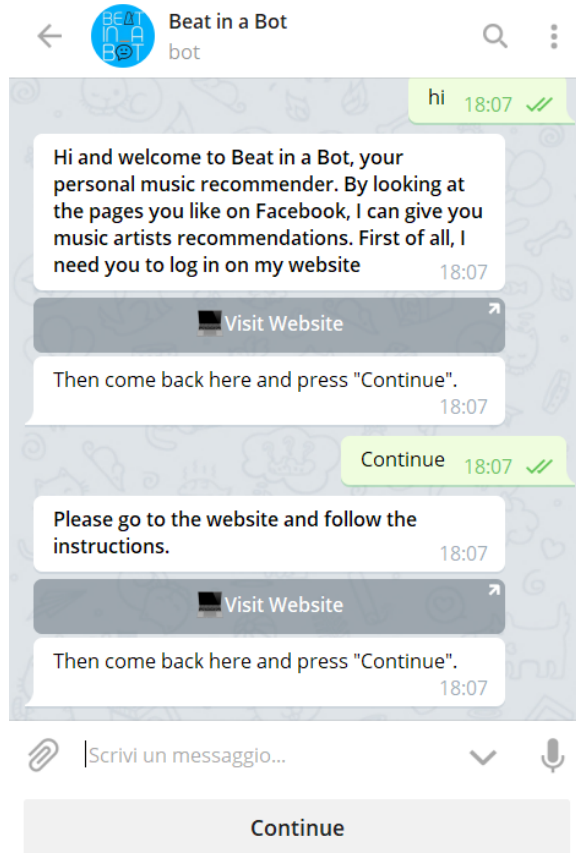 BEAT
IN A
BOT
Beat in a Bot
bot
hi 18:07
Hi and welcome to Beat in a Bot, your
personal music recommender. By looking at
the pages you like on Facebook, I can give you
music artists recommendations. First of all, I
need you to log in on my website 18:07
Visit Website
Then come back here and press "Continue".
18:07
Continue 18:07
Please go to the website and follow the
instructions. 18:07
Visit Website
Then come back here and press "Continue".
18:07
Scrivi un messaggio...
Continue